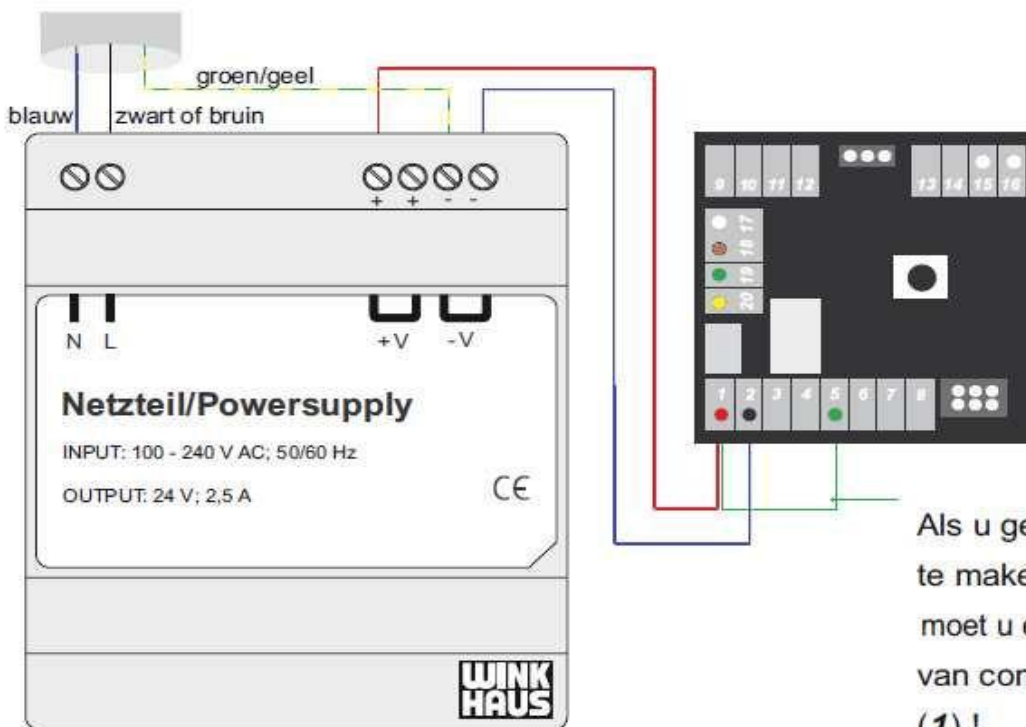 groen/geel
blauw
zwart of bruin
+ + - -
N L
+V -V
Netzteil/Powersupply
INPUT: 100 - 240 V AC; 50/60 Hz
OUTPUT: 24 V; 2,5 A
CE
WINK
HAUS
9 10 11 12
13 14 15 16
17
18
19
20
1 2 3 4 5 6 7 8
Als u ge
te make
moet u
van con
(1) !